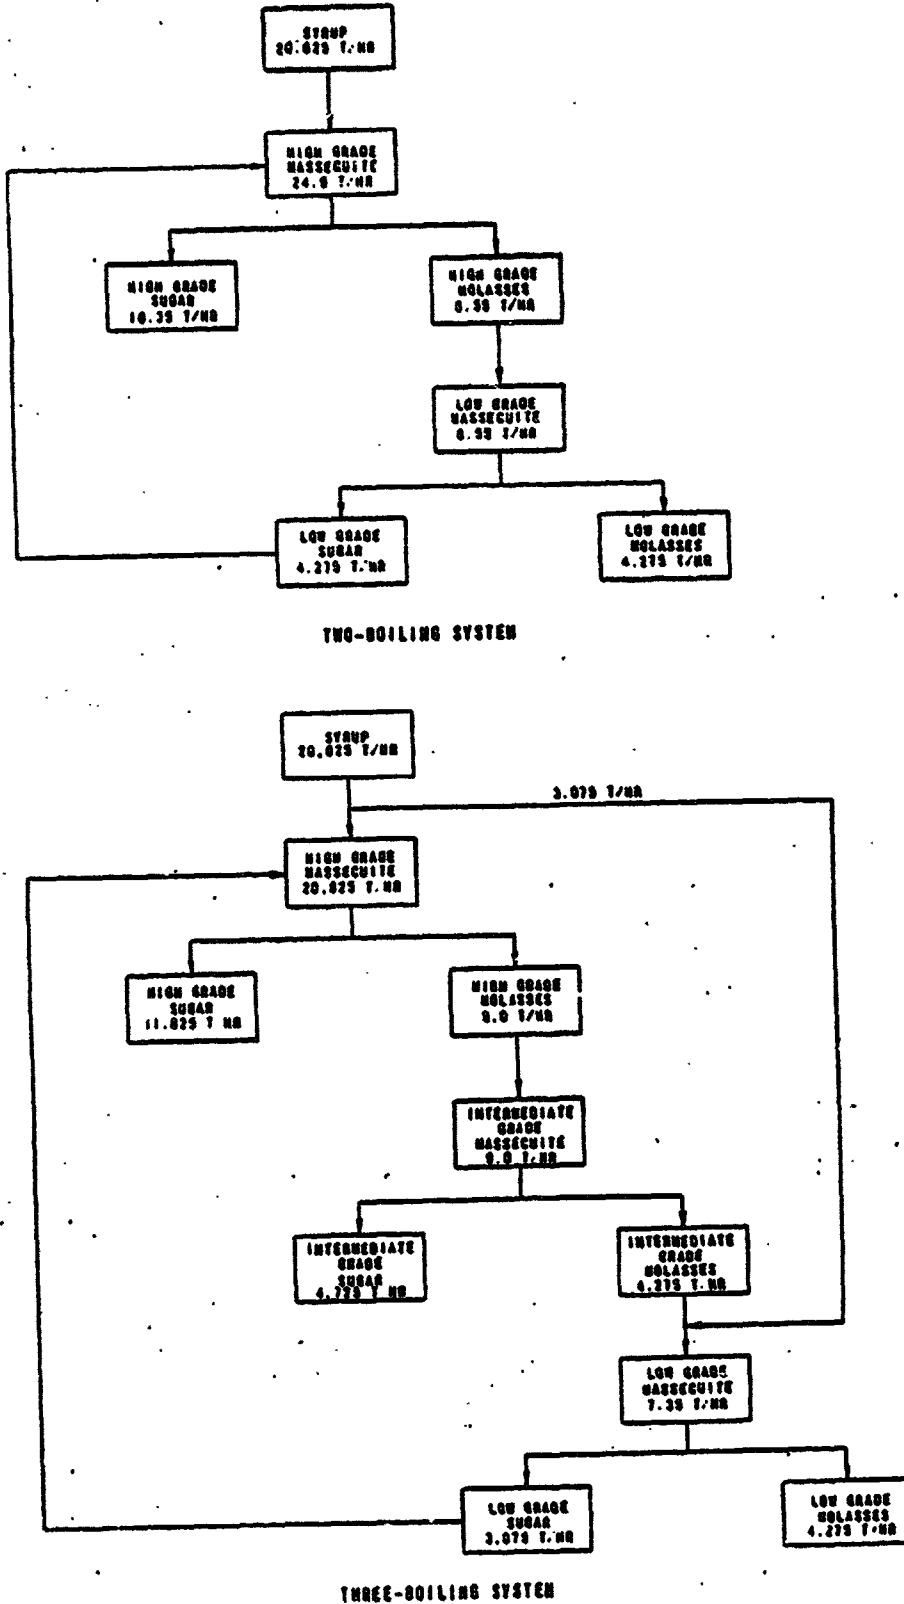 SYRUP
20.825 T/HR
HIGH GRADE
MASSECUITE
24.9 T/HR
HIGH GRADE
SUGAR
16.35 T/HR
HIGH GRADE
MOLASSES
8.55 T/HR
LOW GRADE
MASSECUITE
8.55 T/HR
LOW GRADE
SUGAR
4.275 T/HR
LOW GRADE
MOLASSES
4.275 T/HR
TWO-BOILING SYSTEM
SYRUP
20.825 T/HR
3.075 T/HR
HIGH GRADE
MASSECUITE
20.825 T/HR
HIGH GRADE
SUGAR
11.825 T HR
HIGH GRADE
MOLASSES
9.0 T/HR
INTERMEDIATE
GRADE
MASSECUITE
9.0 T/HR
INTERMEDIATE
GRADE
SUGAR
4.725 T HR
INTERMEDIATE
GRADE
MOLASSES
4.275 T/HR
LOW GRADE
MASSECUITE
7.35 T/HR
LOW GRADE
SUGAR
3.075 T/HR
LOW GRADE
MOLASSES
4.275 T/HR
THREE-BOILING SYSTEM